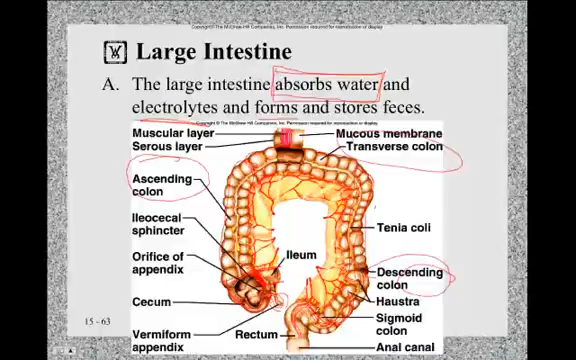 Copyright©The McGraw-Hill Companies, Inc. Permission required for reproduction or display
Large Intestine
A. The large intestine absorbs water and
electrolytes and forms and stores feces.
Copyright © The McGraw-Hill Companies, Inc. Permission required for reproduction or display
Muscular layer
Serous layer
Mucous membrane
Transverse colon
Ascending
colon
Ileocecal
sphincter
Orifice of
appendix
Cecum
Vermiform
appendix
Ileum
Rectum
Tenia coli
Descending
colon
Haustra
Sigmoid
colon
Anal canal
15 - 63